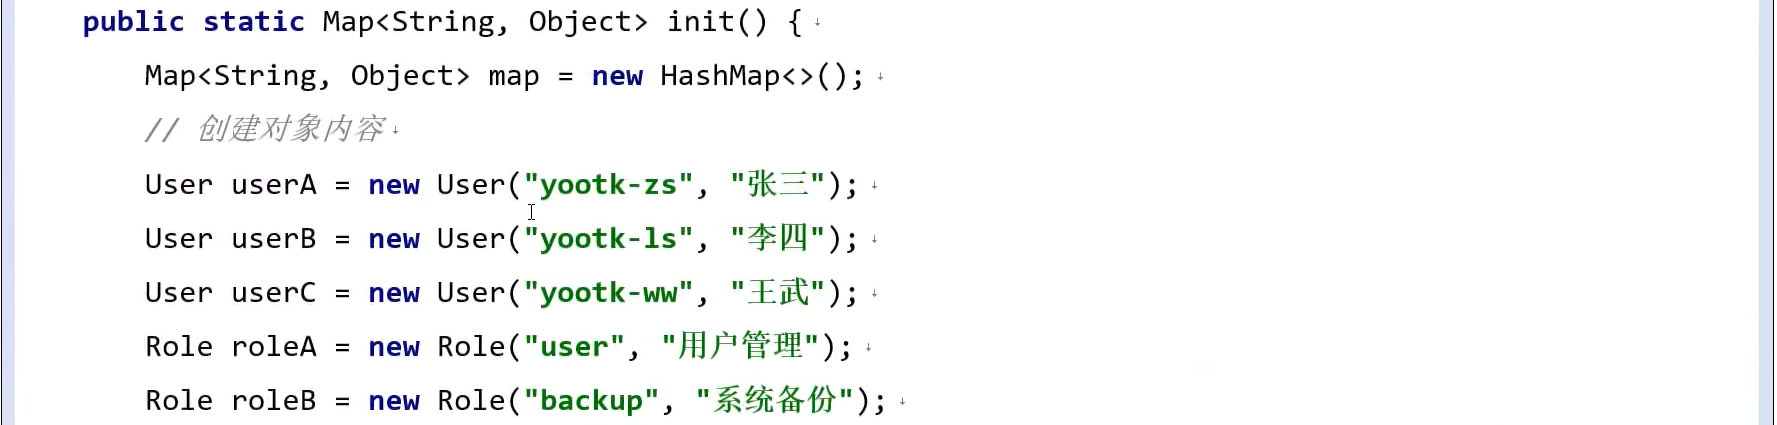 public static Map<String, Object> init() {
Map<String, Object> map = new HashMap<>();
// 创建对象内容
User userA = new User("yootk-zs", "张三");
User userB = new User("yootk-ls", "李四");
User userC = new User("yootk-ww", "王武");
Role roleA = new Role("user", "用户管理");
Role roleB = new Role("backup", "系统备份");